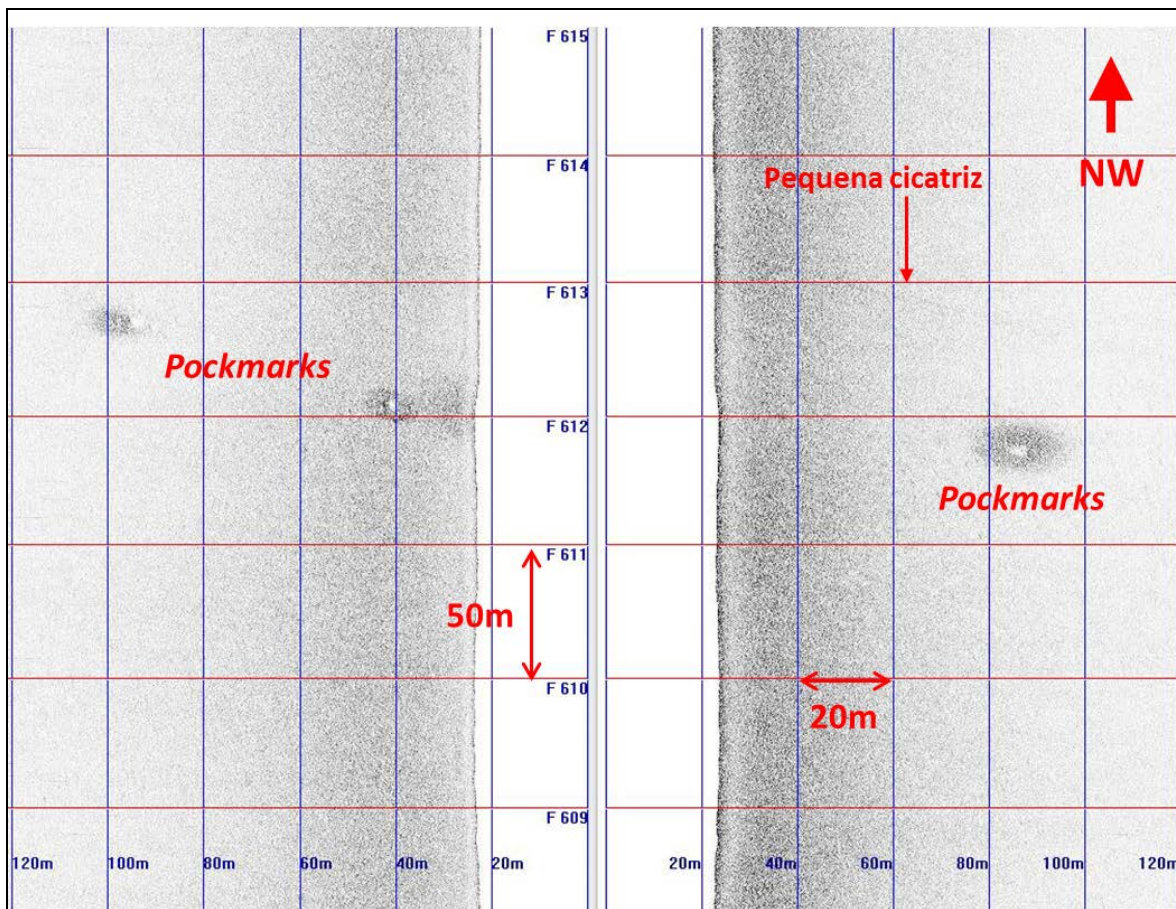 F 615
F 614
Pequena cicatriz
NW
F 613
Pockmarks
F 612
Pockmarks
F 611
50m
F 610
20m
F 609
120m 100m 80m 60m 40m 20m 20m 40m 60m 80m 100m 120m